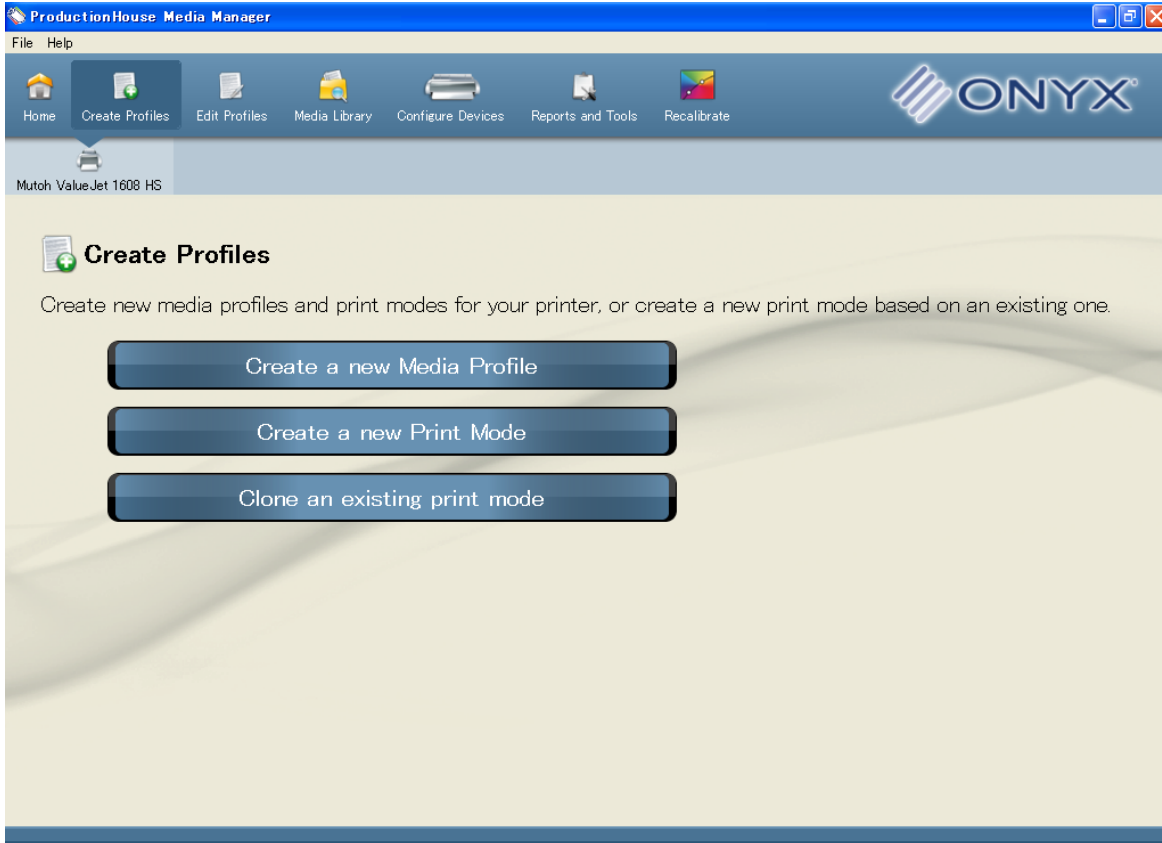 ProductionHouse Media Manager
File Help
Home Create Profiles Edit Profiles Media Library Configure Devices Reports and Tools Recalibrate
ONYX
Mutoh ValueJet 1608 HS
Create Profiles
Create new media profiles and print modes for your printer, or create a new print mode based on an existing one.
Create a new Media Profile
Create a new Print Mode
Clone an existing print mode